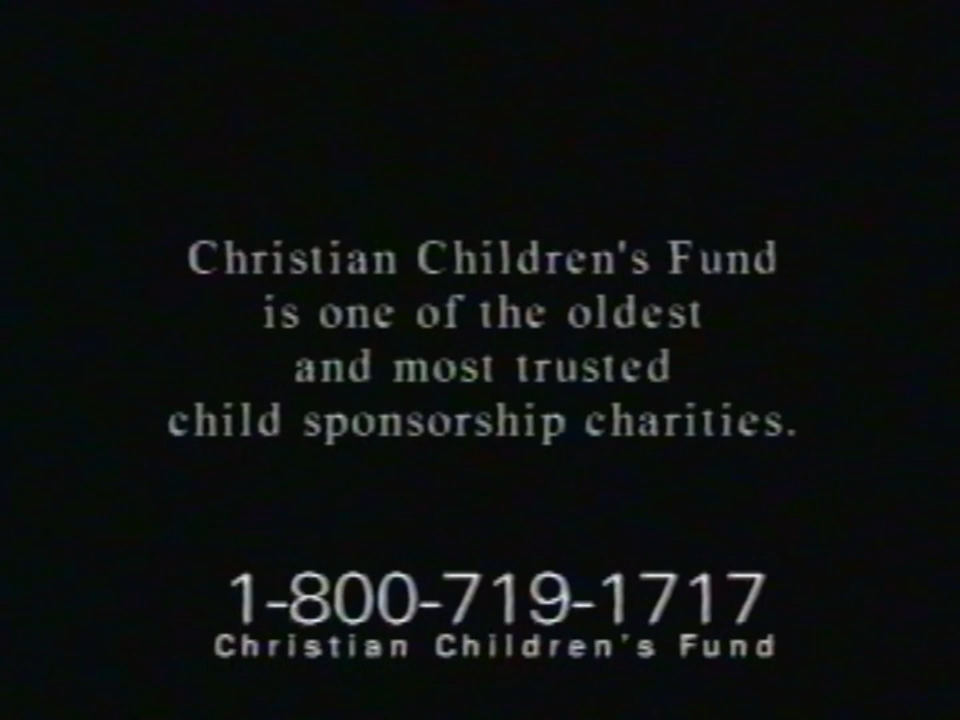 Christian Children's Fund
is one of the oldest
and most trusted
child sponsorship charities.
1-800-719-1717
Christian Children's Fund